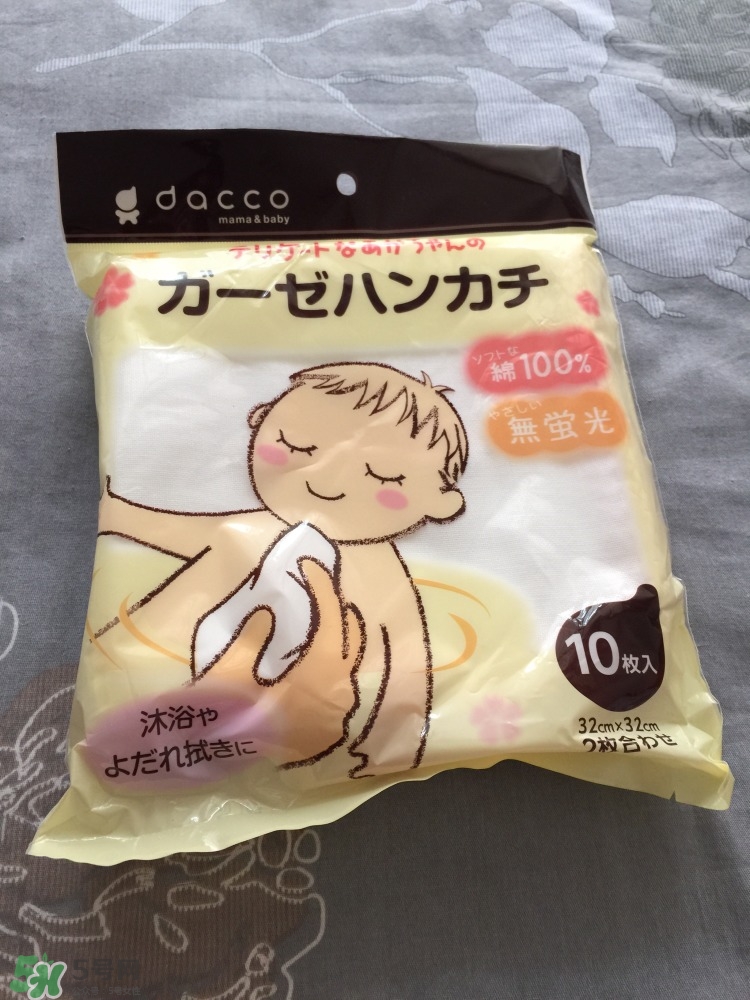 dacco
mama & baby
デリケートなあかちゃんの
ガーゼハンカチ
ソフトな
綿100%
やさしい
無蛍光
10枚入
32cm×32cm
2枚合わせ
沐浴や
よだれ拭きに
5号网